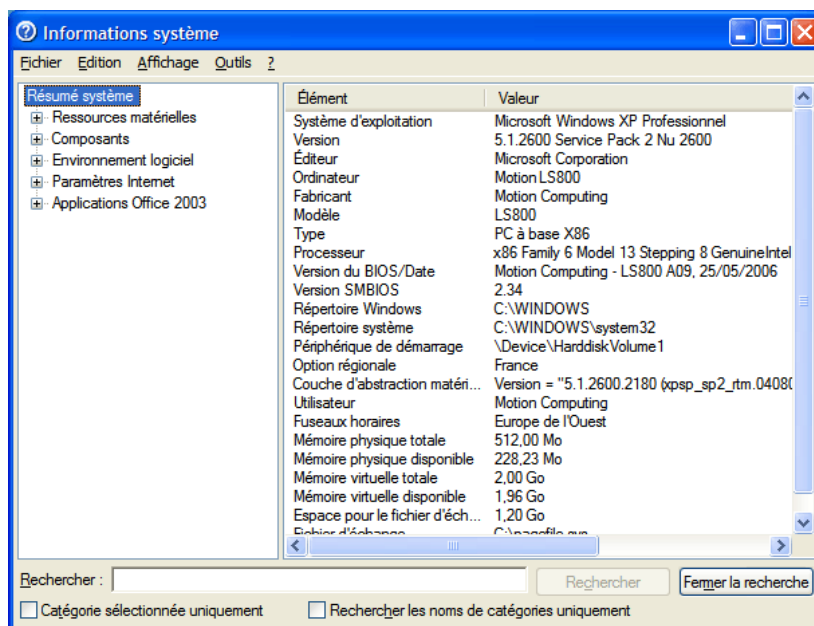 Informations système
Fichier Edition Affichage Outils ?
Résumé système
Ressources matérielles
Composants
Environnement logiciel
Paramètres Internet
Applications Office 2003
Élément Valeur
Système d'exploitation Microsoft Windows XP Professionnel
Version 5.1.2600 Service Pack 2 Nu 2600
Éditeur Microsoft Corporation
Ordinateur Motion LS800
Fabricant Motion Computing
Modèle LS800
Type PC à base X86
Processeur x86 Family 6 Model 13 Stepping 8 GenuineIntel
Version du BIOS/Date Motion Computing - LS800 A09, 25/05/2006
Version SMBIOS 2.34
Répertoire Windows C:\WINDOWS
Répertoire système C:\WINDOWS\system32
Périphérique de démarrage \Device\HarddiskVolume1
Option régionale France
Couche d'abstraction matéri... Version = "5.1.2600.2180 (xpsp_sp2_rtm.04080
Utilisateur Motion Computing
Fuseaux horaires Europe de l'Ouest
Mémoire physique totale 512,00 Mo
Mémoire physique disponible 228,23 Mo
Mémoire virtuelle totale 2,00 Go
Mémoire virtuelle disponible 1,96 Go
Espace pour le fichier d'éch... 1,20 Go
Fichier d'échange
Rechercher : Rechercher Fermer la recherche
Catégorie sélectionnée uniquement Rechercher les noms de catégories uniquement